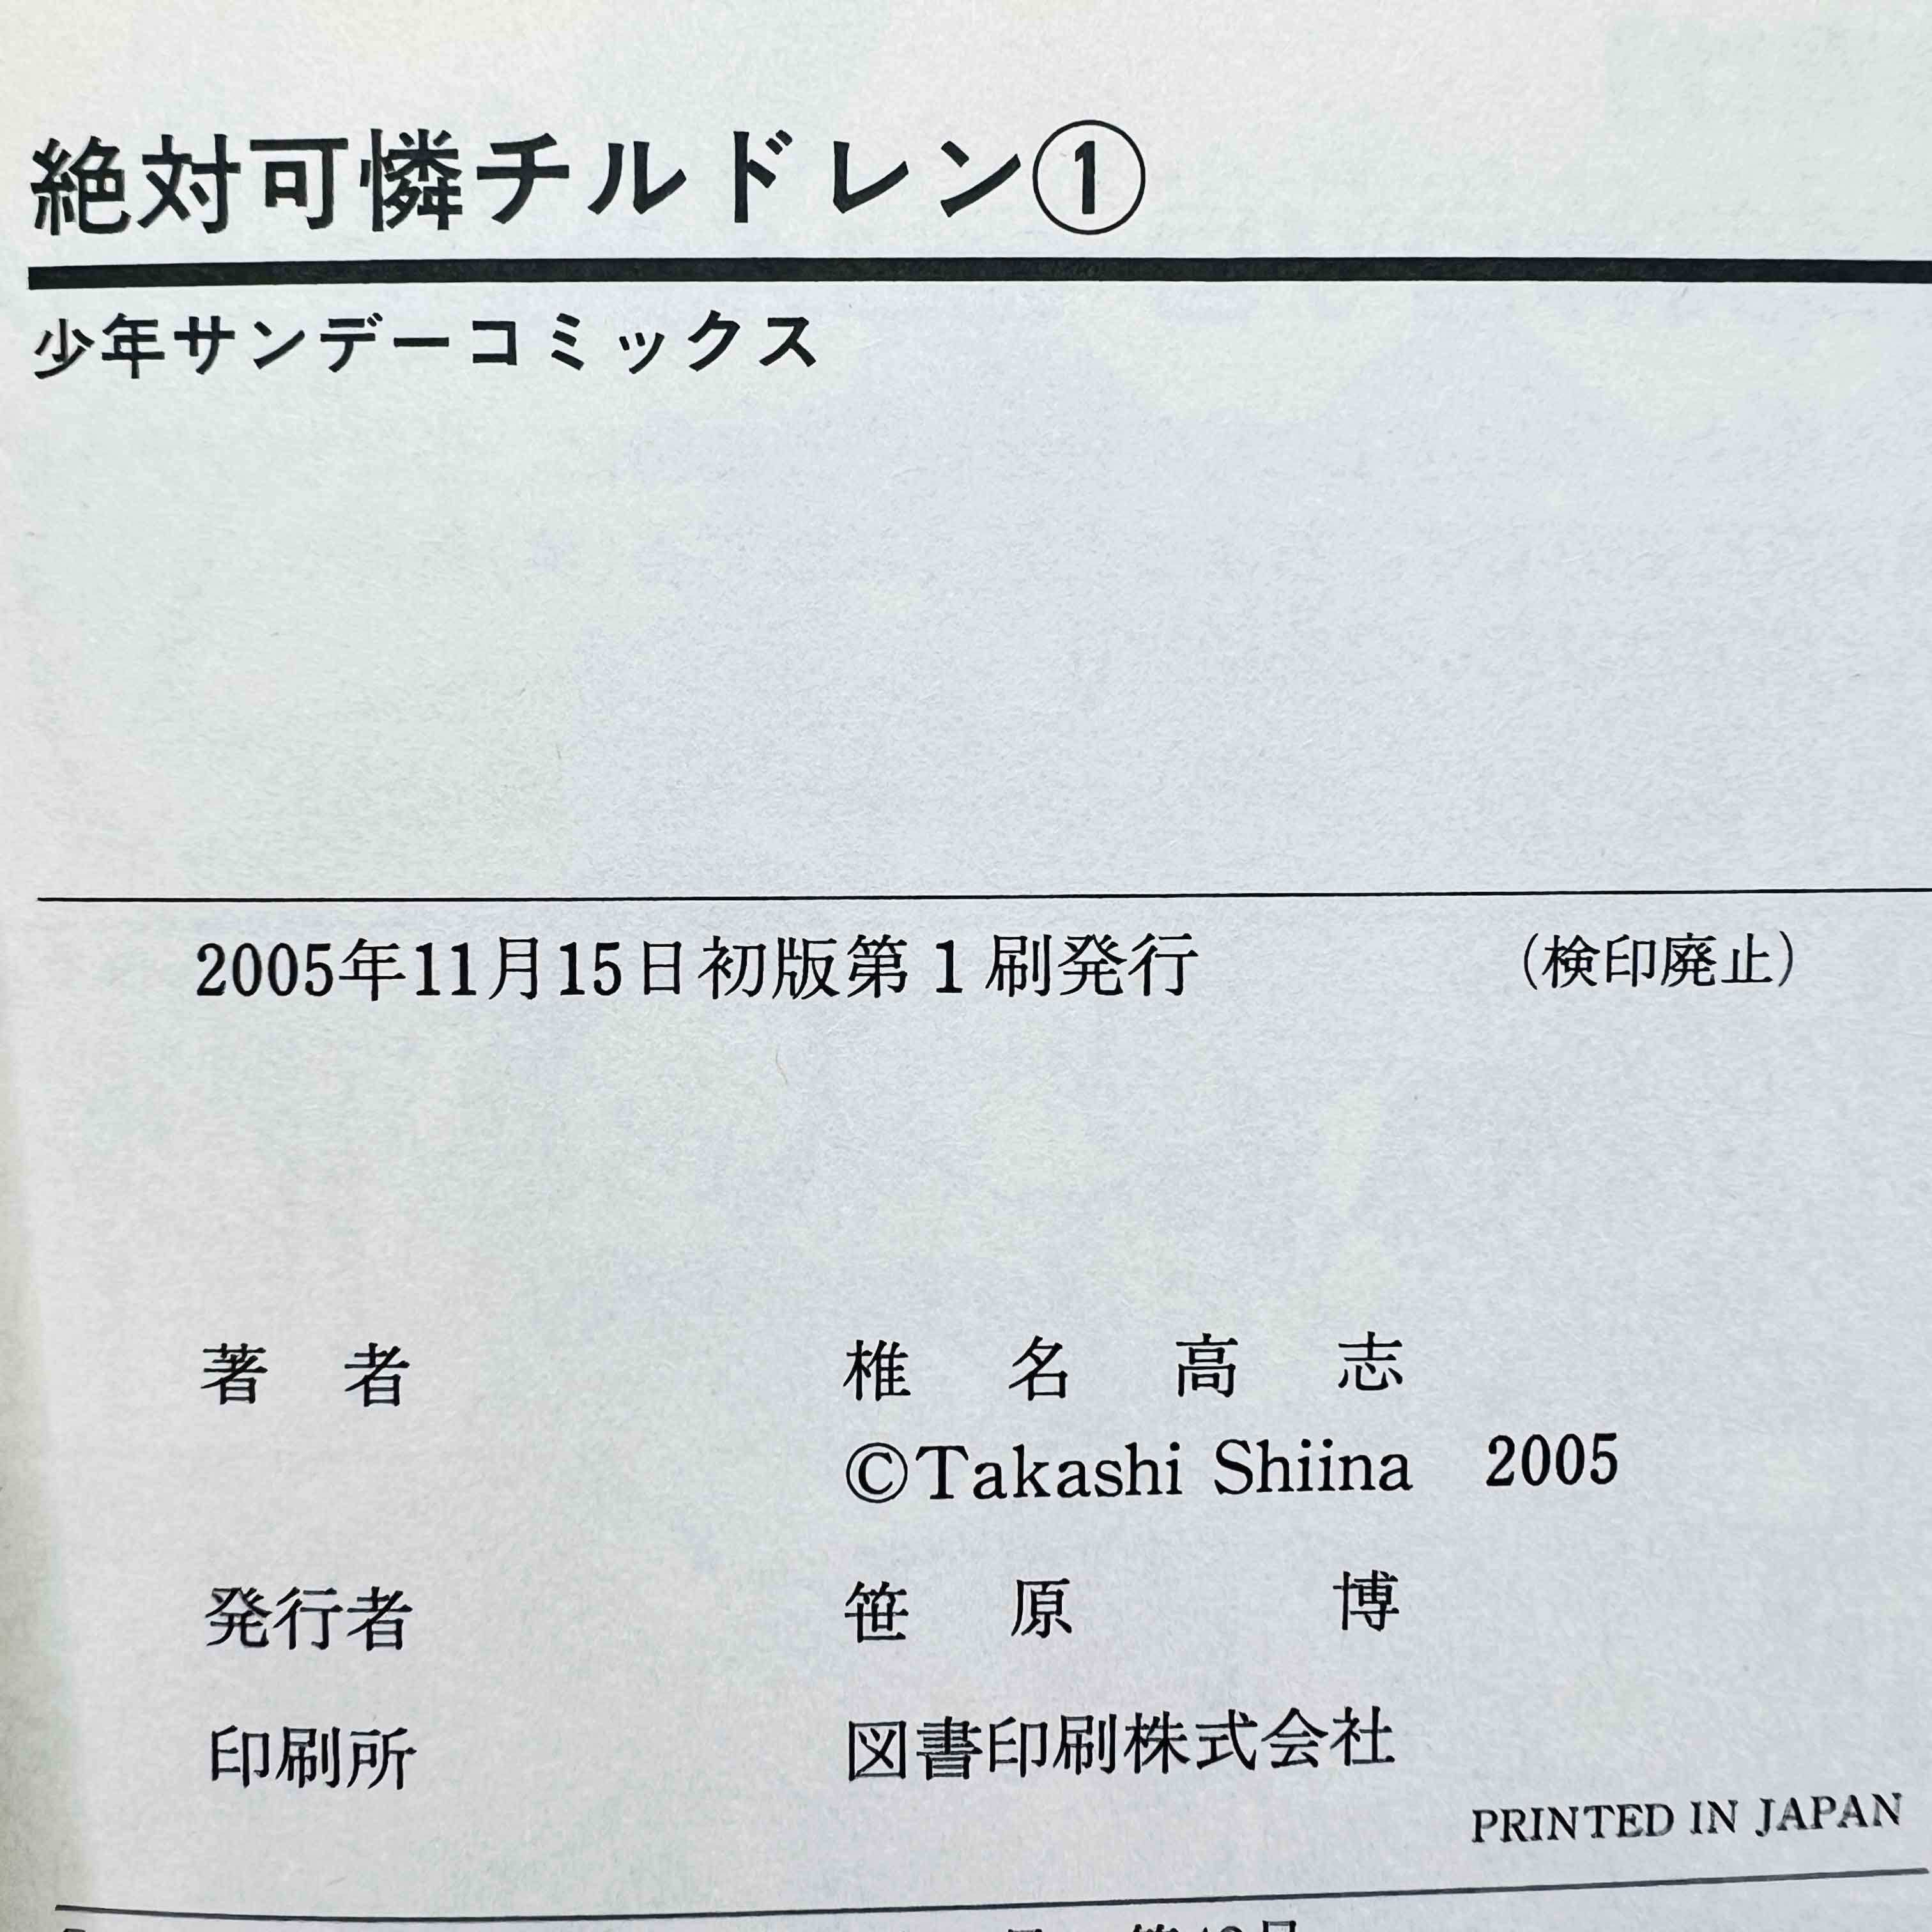 絶対可憐チルドレン①
少年サンデーコミックス
2005年11月15日初版第1刷発行 (検印廃止)
著者 椎名高志
©Takashi Shiina 2005
発行者 笹原博
印刷所 図書印刷株式会社
PRINTED IN JAPAN